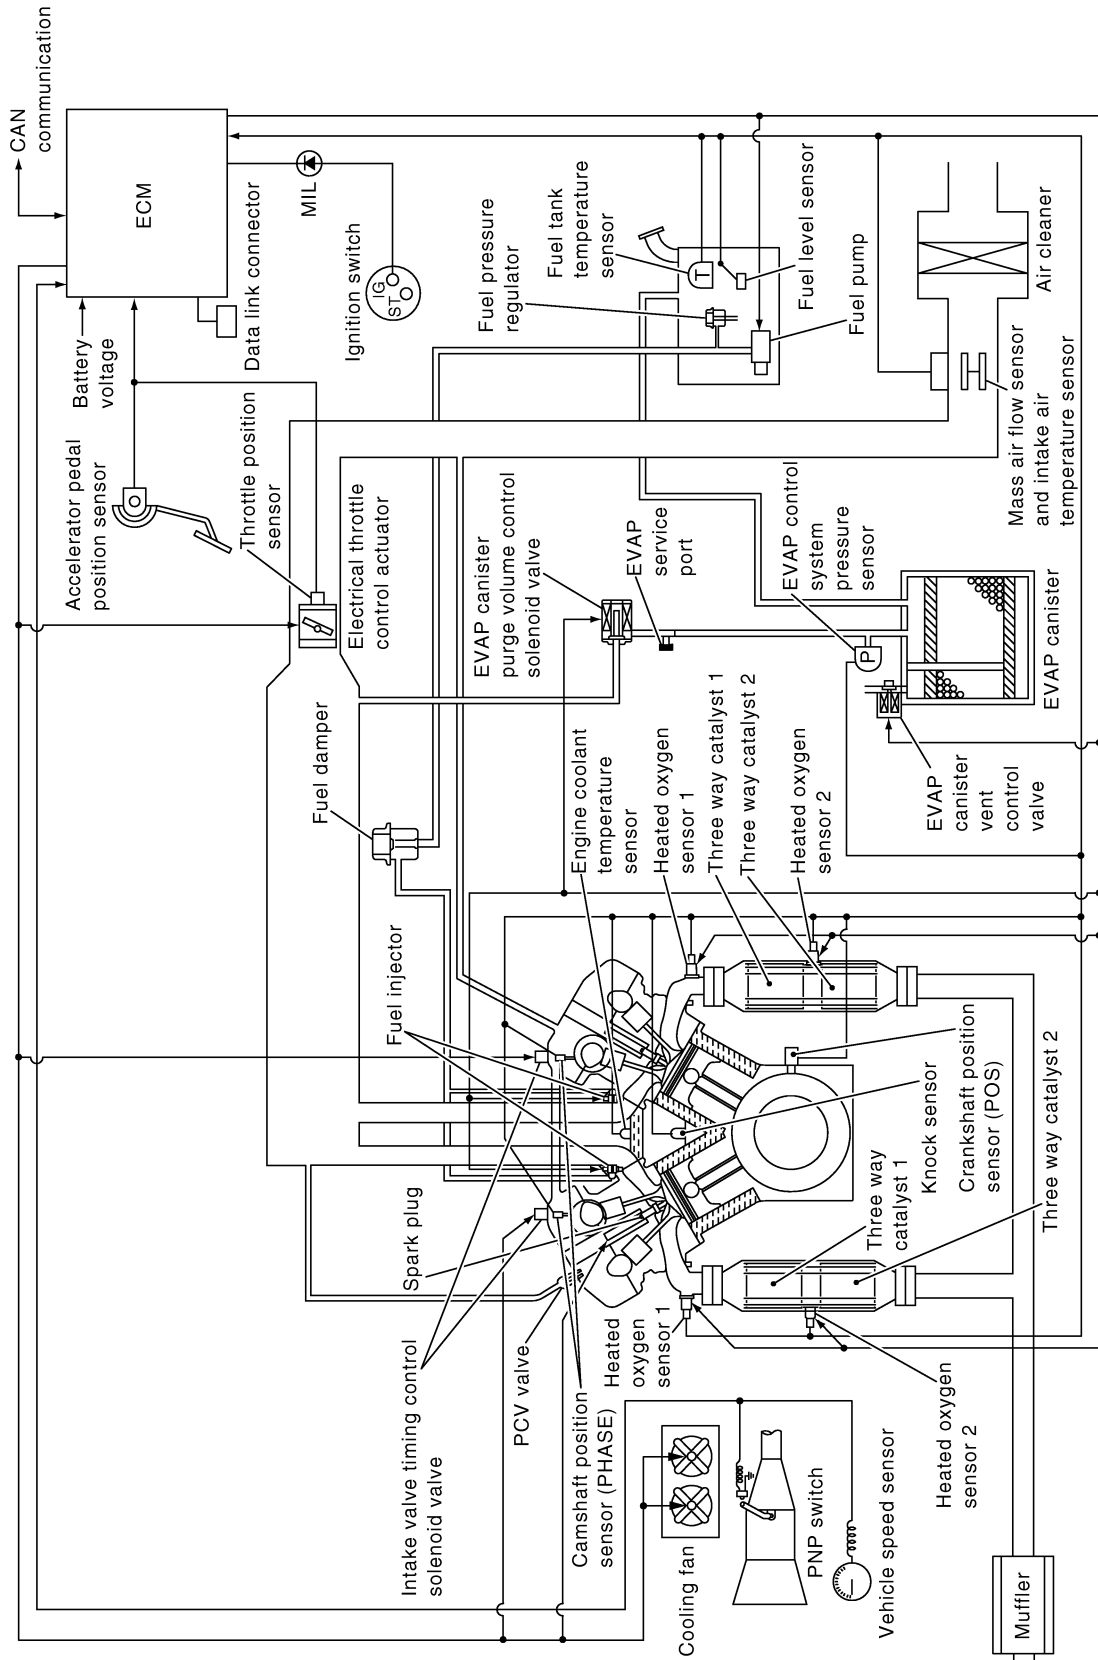 CAN
communication
ECM
MIL
Data link connector
Ignition switch
IG
ST
Battery
voltage
Accelerator pedal
position sensor
Throttle position
sensor
Electrical throttle
control actuator
Fuel pressure
regulator
Fuel tank
temperature
sensor
T
Fuel level sensor
Fuel pump
Air cleaner
Mass air flow sensor
and intake air
temperature sensor
EVAP canister
purge volume control
solenoid valve
EVAP
service
port
EVAP control
system
pressure
sensor
P
EVAP canister
EVAP
canister
vent
control
valve
Fuel damper
Engine coolant
temperature
sensor
Heated oxygen
sensor 1
Three way catalyst 1
Three way catalyst 2
Heated oxygen
sensor 2
Fuel injector
Spark plug
Intake valve timing control
solenoid valve
PCV valve
Camshaft position
sensor (PHASE)
Heated
oxygen
sensor 1
Three way
catalyst 1
Knock sensor
Crankshaft position
sensor (POS)
Three way catalyst 2
Heated oxygen
sensor 2
Cooling fan
PNP switch
Vehicle speed sensor
Muffler